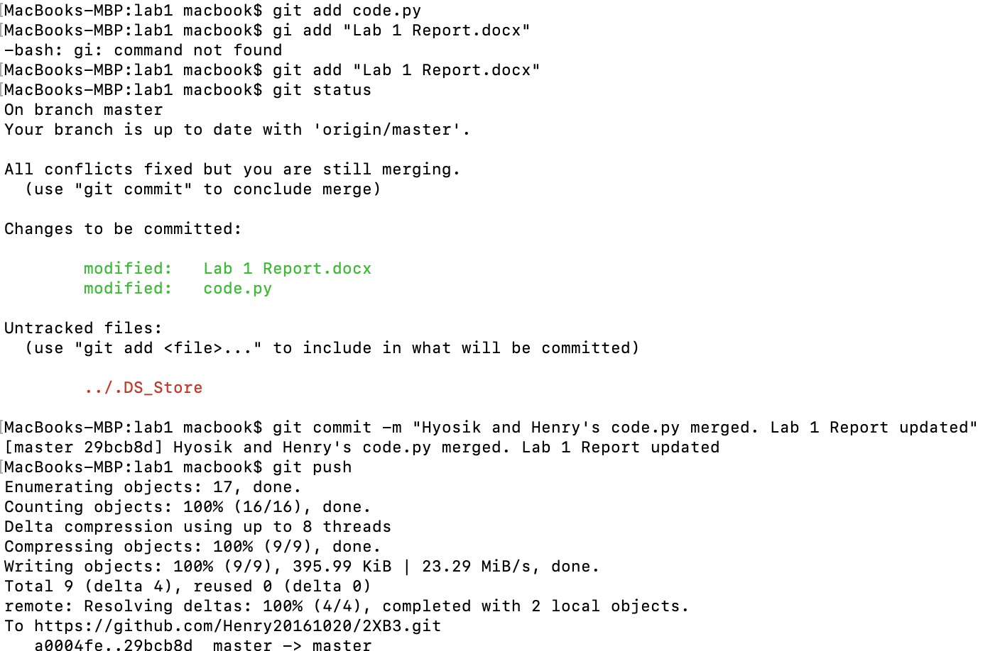 [MacBooks-MBP:lab1 macbook$ git add code.py
[MacBooks-MBP:lab1 macbook$ gi add "Lab 1 Report.docx"
-bash: gi: command not found
[MacBooks-MBP:lab1 macbook$ git add "Lab 1 Report.docx"
[MacBooks-MBP:lab1 macbook$ git status
On branch master
Your branch is up to date with 'origin/master'.
All conflicts fixed but you are still merging.
(use "git commit" to conclude merge)
Changes to be committed:
modified: Lab 1 Report.docx
modified: code.py
Untracked files:
(use "git add <file>..." to include in what will be committed)
../.DS_Store
[MacBooks-MBP:lab1 macbook$ git commit -m "Hyosik and Henry's code.py merged. Lab 1 Report updated"
[master 29bcb8d] Hyosik and Henry's code.py merged. Lab 1 Report updated
[MacBooks-MBP:lab1 macbook$ git push
Enumerating objects: 17, done.
Counting objects: 100% (16/16), done.
Delta compression using up to 8 threads
Compressing objects: 100% (9/9), done.
Writing objects: 100% (9/9), 395.99 KiB | 23.29 MiB/s, done.
Total 9 (delta 4), reused 0 (delta 0)
remote: Resolving deltas: 100% (4/4), completed with 2 local objects.
To https://github.com/Henry20161020/2XB3.git
a0004fe..29bcb8d master -> master